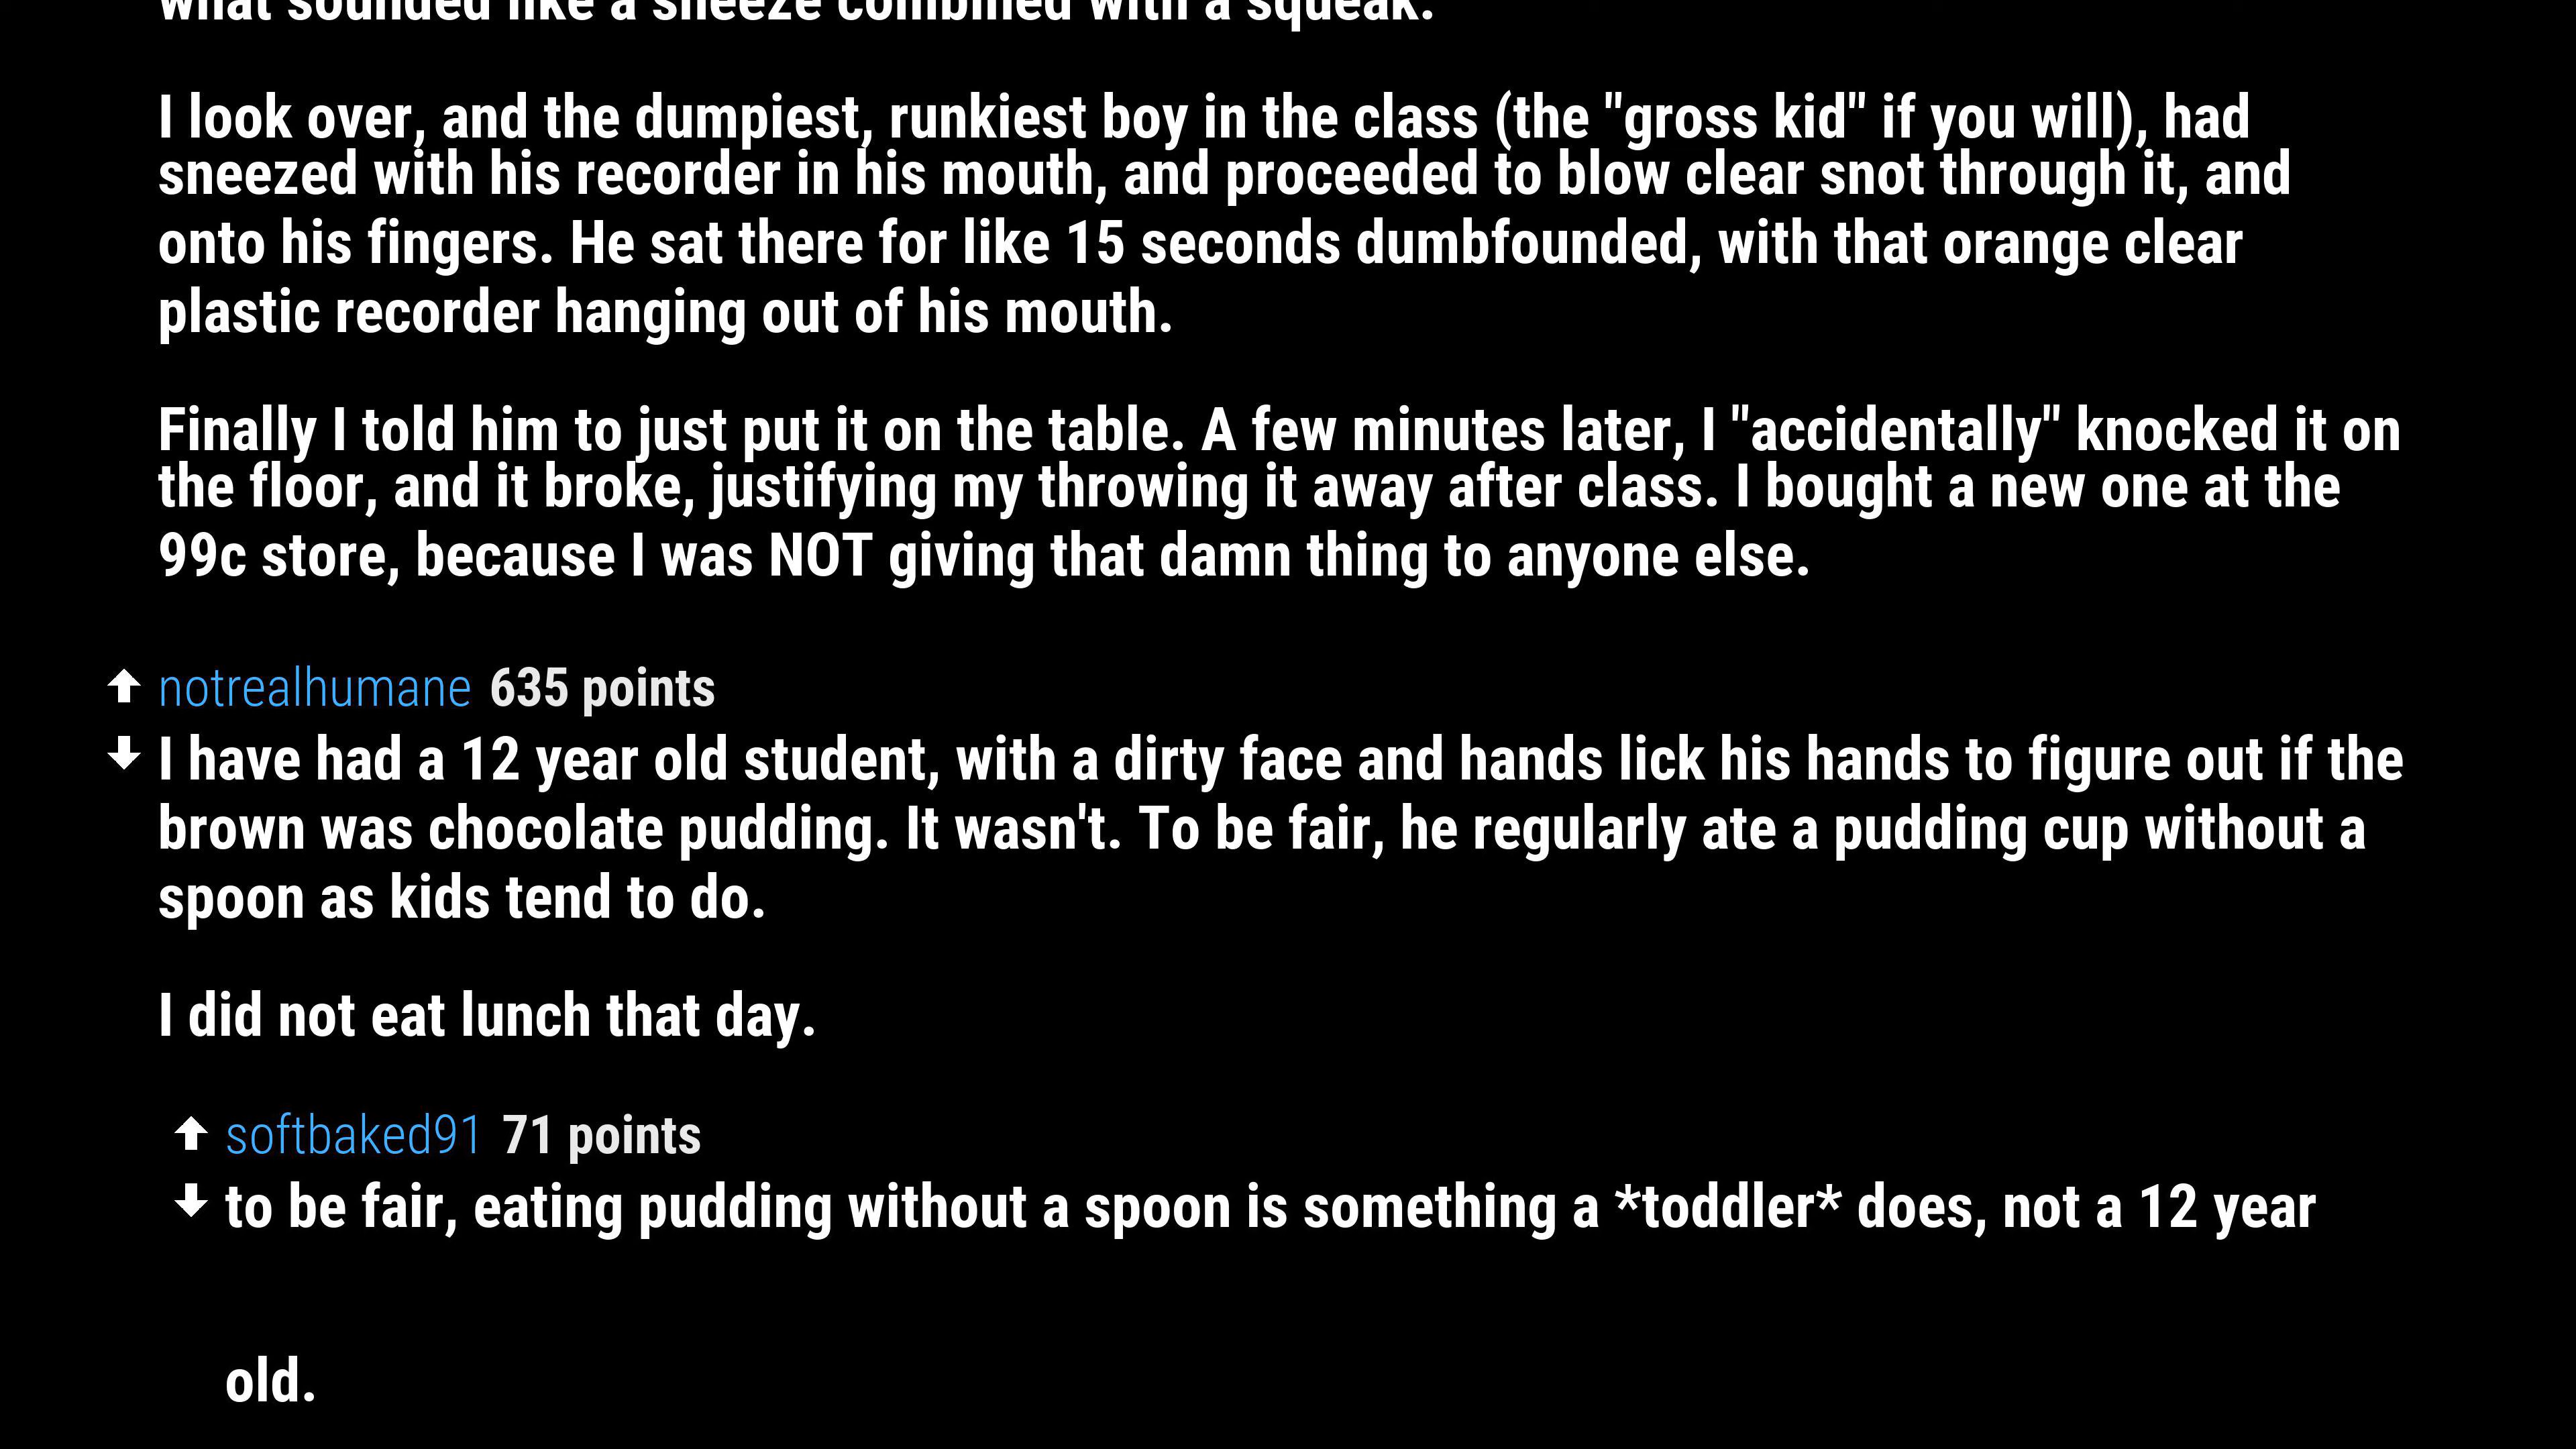 what sounded like a sneeze combined with a squeak.
I look over, and the dumpiest, runkiest boy in the class (the "gross kid" if you will), had
sneezed with his recorder in his mouth, and proceeded to blow clear snot through it, and
onto his fingers. He sat there for like 15 seconds dumbfounded, with that orange clear
plastic recorder hanging out of his mouth.
Finally I told him to just put it on the table. A few minutes later, I "accidentally" knocked it on
the floor, and it broke, justifying my throwing it away after class. I bought a new one at the
99c store, because I was NOT giving that damn thing to anyone else.
notrealhumane 635 points
I have had a 12 year old student, with a dirty face and hands lick his hands to figure out if the
brown was chocolate pudding. It wasn't. To be fair, he regularly ate a pudding cup without a
spoon as kids tend to do.
I did not eat lunch that day.
softbaked91 71 points
to be fair, eating pudding without a spoon is something a *toddler* does, not a 12 year
old.